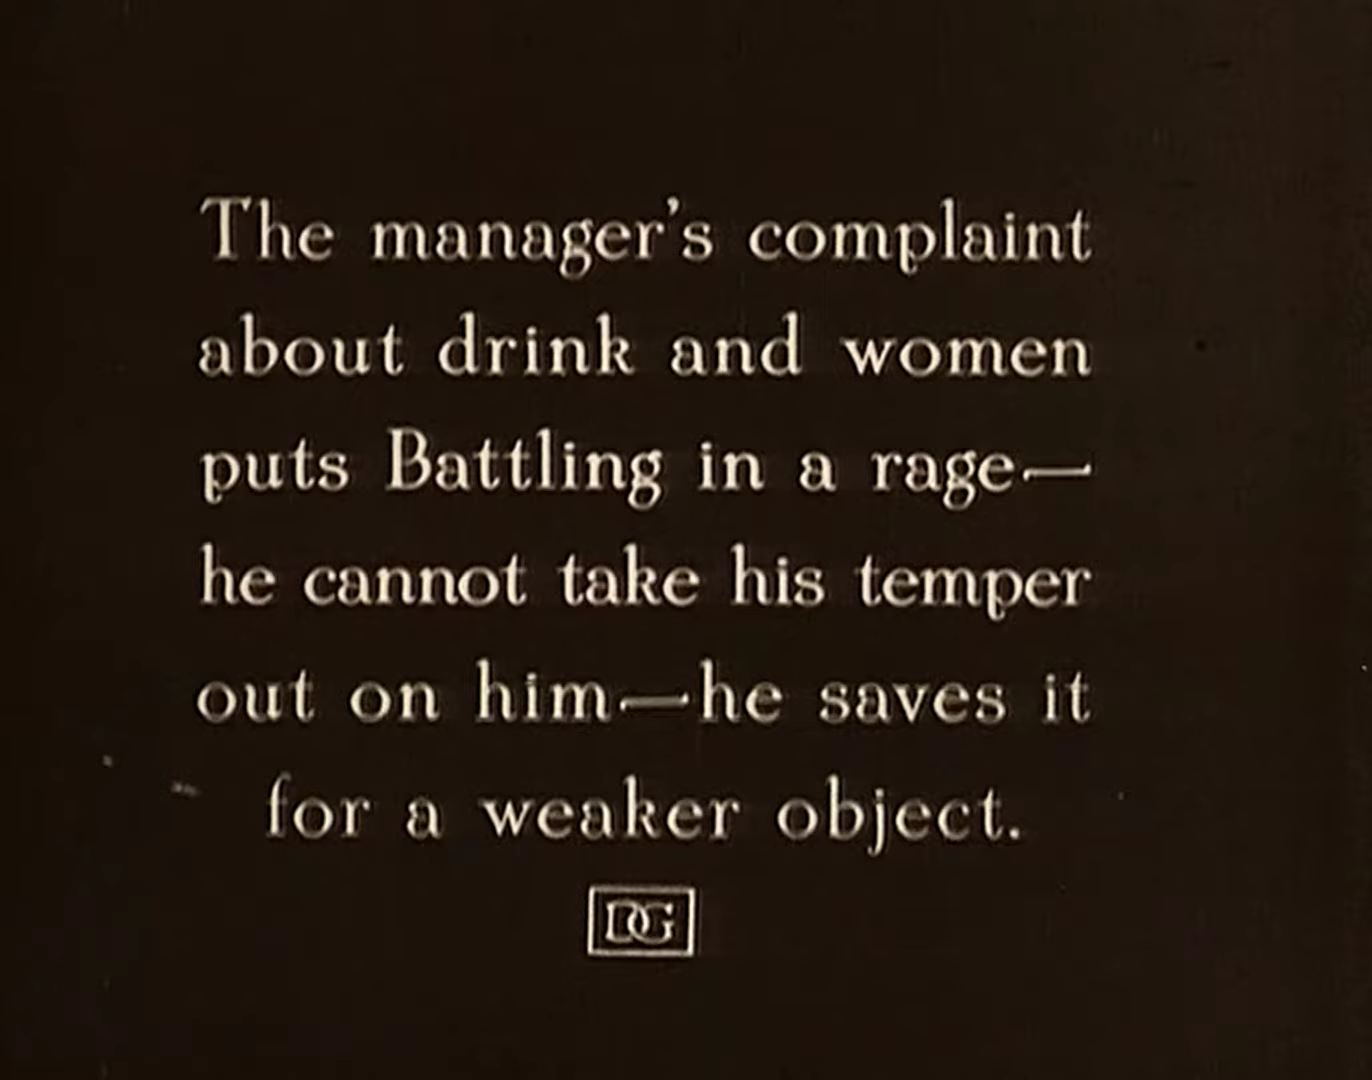 The manager's complaint
about drink and women
puts Battling in a rage—
he cannot take his temper
out on him—he saves it
for a weaker object.
DG